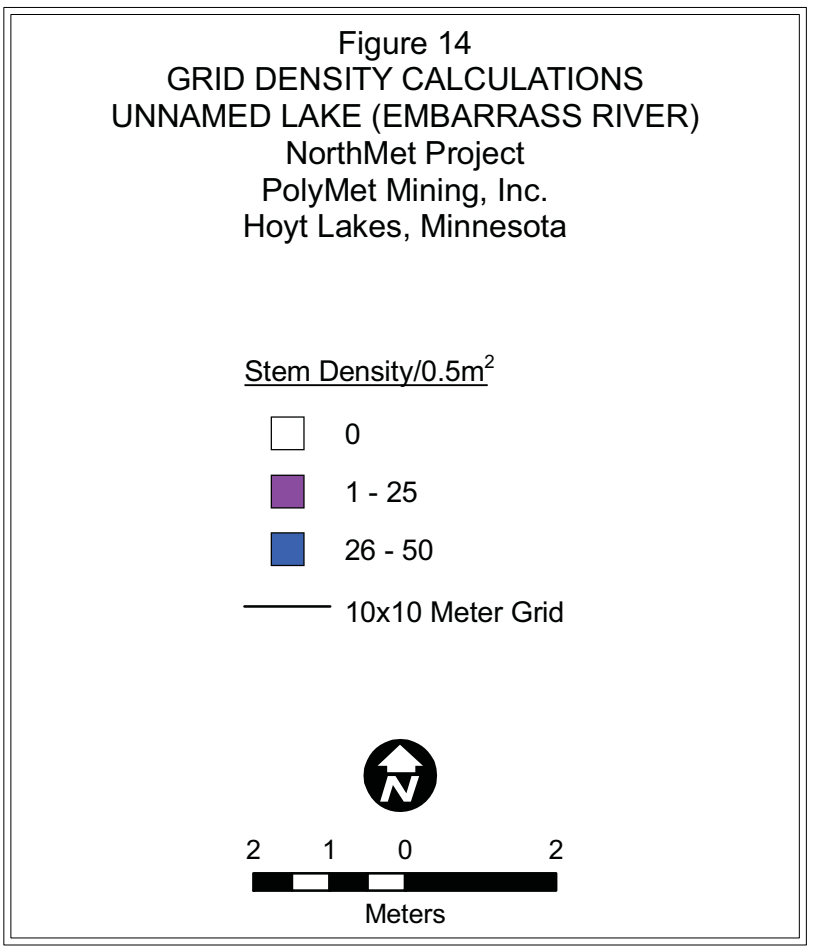 Figure 14
GRID DENSITY CALCULATIONS
UNNAMED LAKE (EMBARRASS RIVER)
NorthMet Project
PolyMet Mining, Inc.
Hoyt Lakes, Minnesota
Stem Density/0.5m²
0
1 - 25
26 - 50
10x10 Meter Grid
N
2 1 0 2
Meters